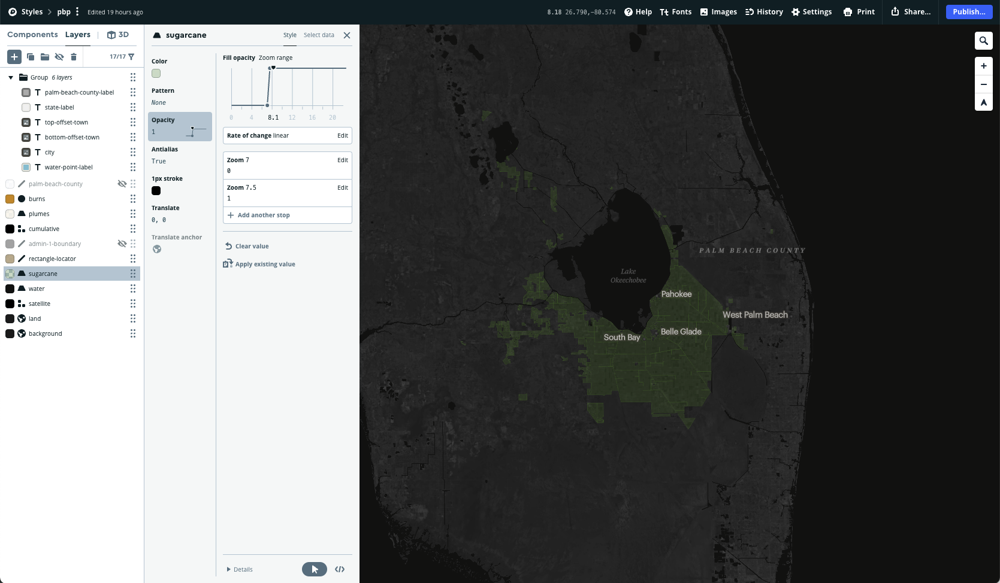 Styles pbp Edited 19 hours ago
8.18 26.790,−80.574 Help Fonts Images History Settings Print Share... Publish...
Components Layers 3D
17/17
Group 6 layers
palm-beach-county-label
state-label
top-offset-town
bottom-offset-town
city
water-point-label
palm-beach-county
burns
plumes
cumulative
admin-1-boundary
rectangle-locator
sugarcane
water
satellite
land
background
sugarcane Style Select data
Color
Pattern
None
Opacity
1
Antialias
True
1px stroke
Translate
0, 0
Translate anchor
Fill opacity Zoom range
0 4 8.1 12 16 20
Rate of change linear Edit
Zoom 7 Edit
0
Zoom 7.5 Edit
1
Add another stop
Clear value
Apply existing value
Details
</>
PALM BEACH COUNTY
Lake
Okeechobee
Pahokee
West Palm Beach
Belle Glade
South Bay